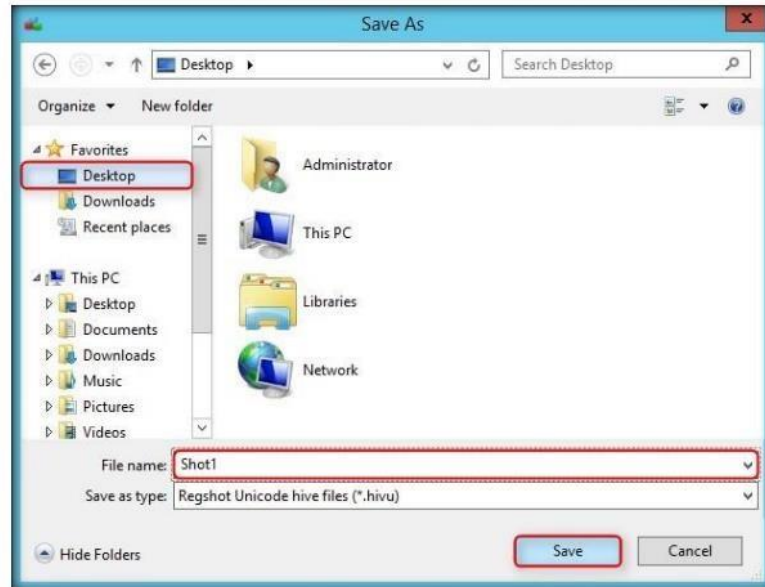 Save As
x
Desktop
Search Desktop
Organize New folder
Favorites
Desktop
Downloads
Recent places
This PC
Desktop
Documents
Downloads
Music
Pictures
Videos
Administrator
This PC
Libraries
Network
File name: Shot1
Save as type: Regshot Unicode hive files (*.hivu)
Hide Folders
Save
Cancel